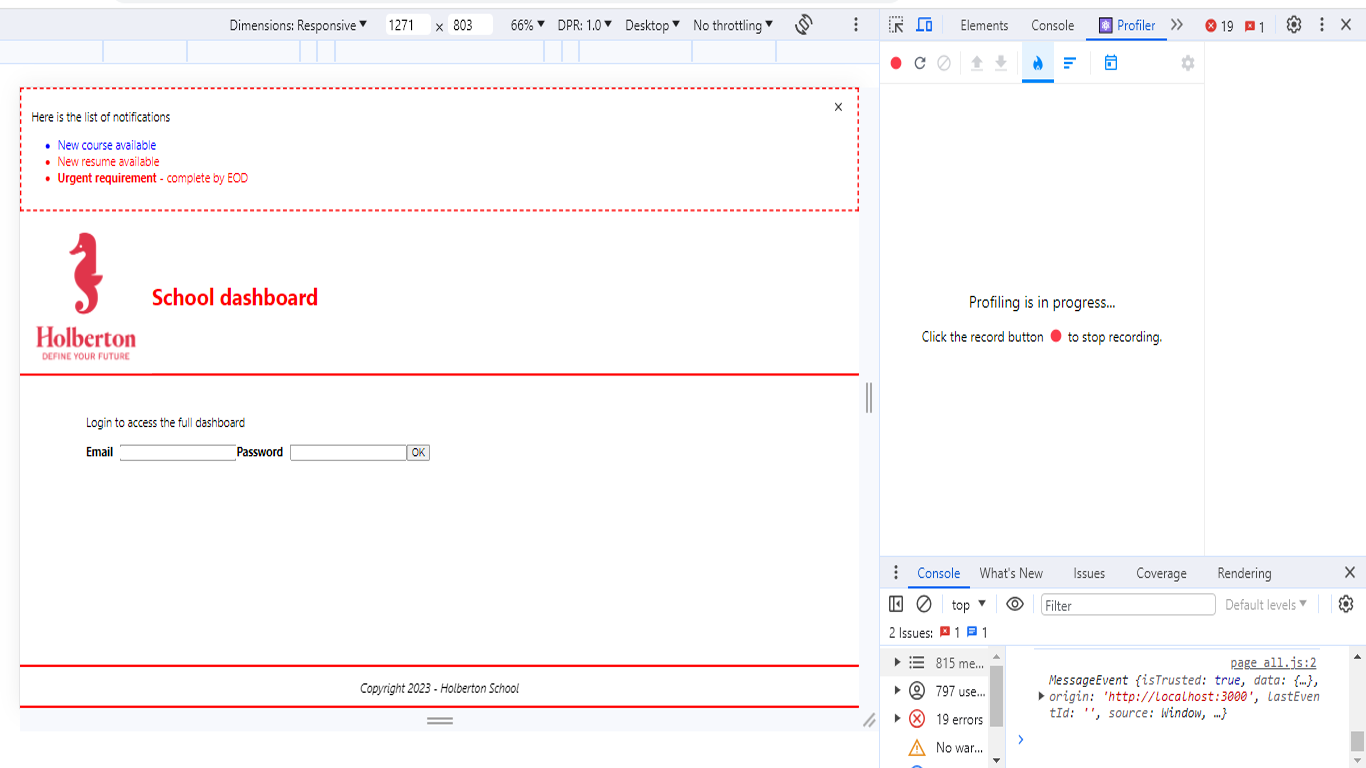 Dimensions: Responsive 1271 x 803 66% DPR: 1.0 Desktop No throttling
Elements Console Profiler 19 1
Here is the list of notifications
New course available
New resume available
Urgent requirement - complete by EOD
Holberton
DEFINE YOUR FUTURE
School dashboard
Login to access the full dashboard
Email Password OK
Copyright 2023 - Holberton School
Profiling is in progress...
Click the record button to stop recording.
Console What's New Issues Coverage Rendering
top Filter Default levels
2 Issues: 1 1
815 me...
797 use...
19 errors
No war...
page_all.js:2
MessageEvent {isTrusted: true, data: {…},
origin: 'http://localhost:3000', lastEven
tId: '', source: Window, …}